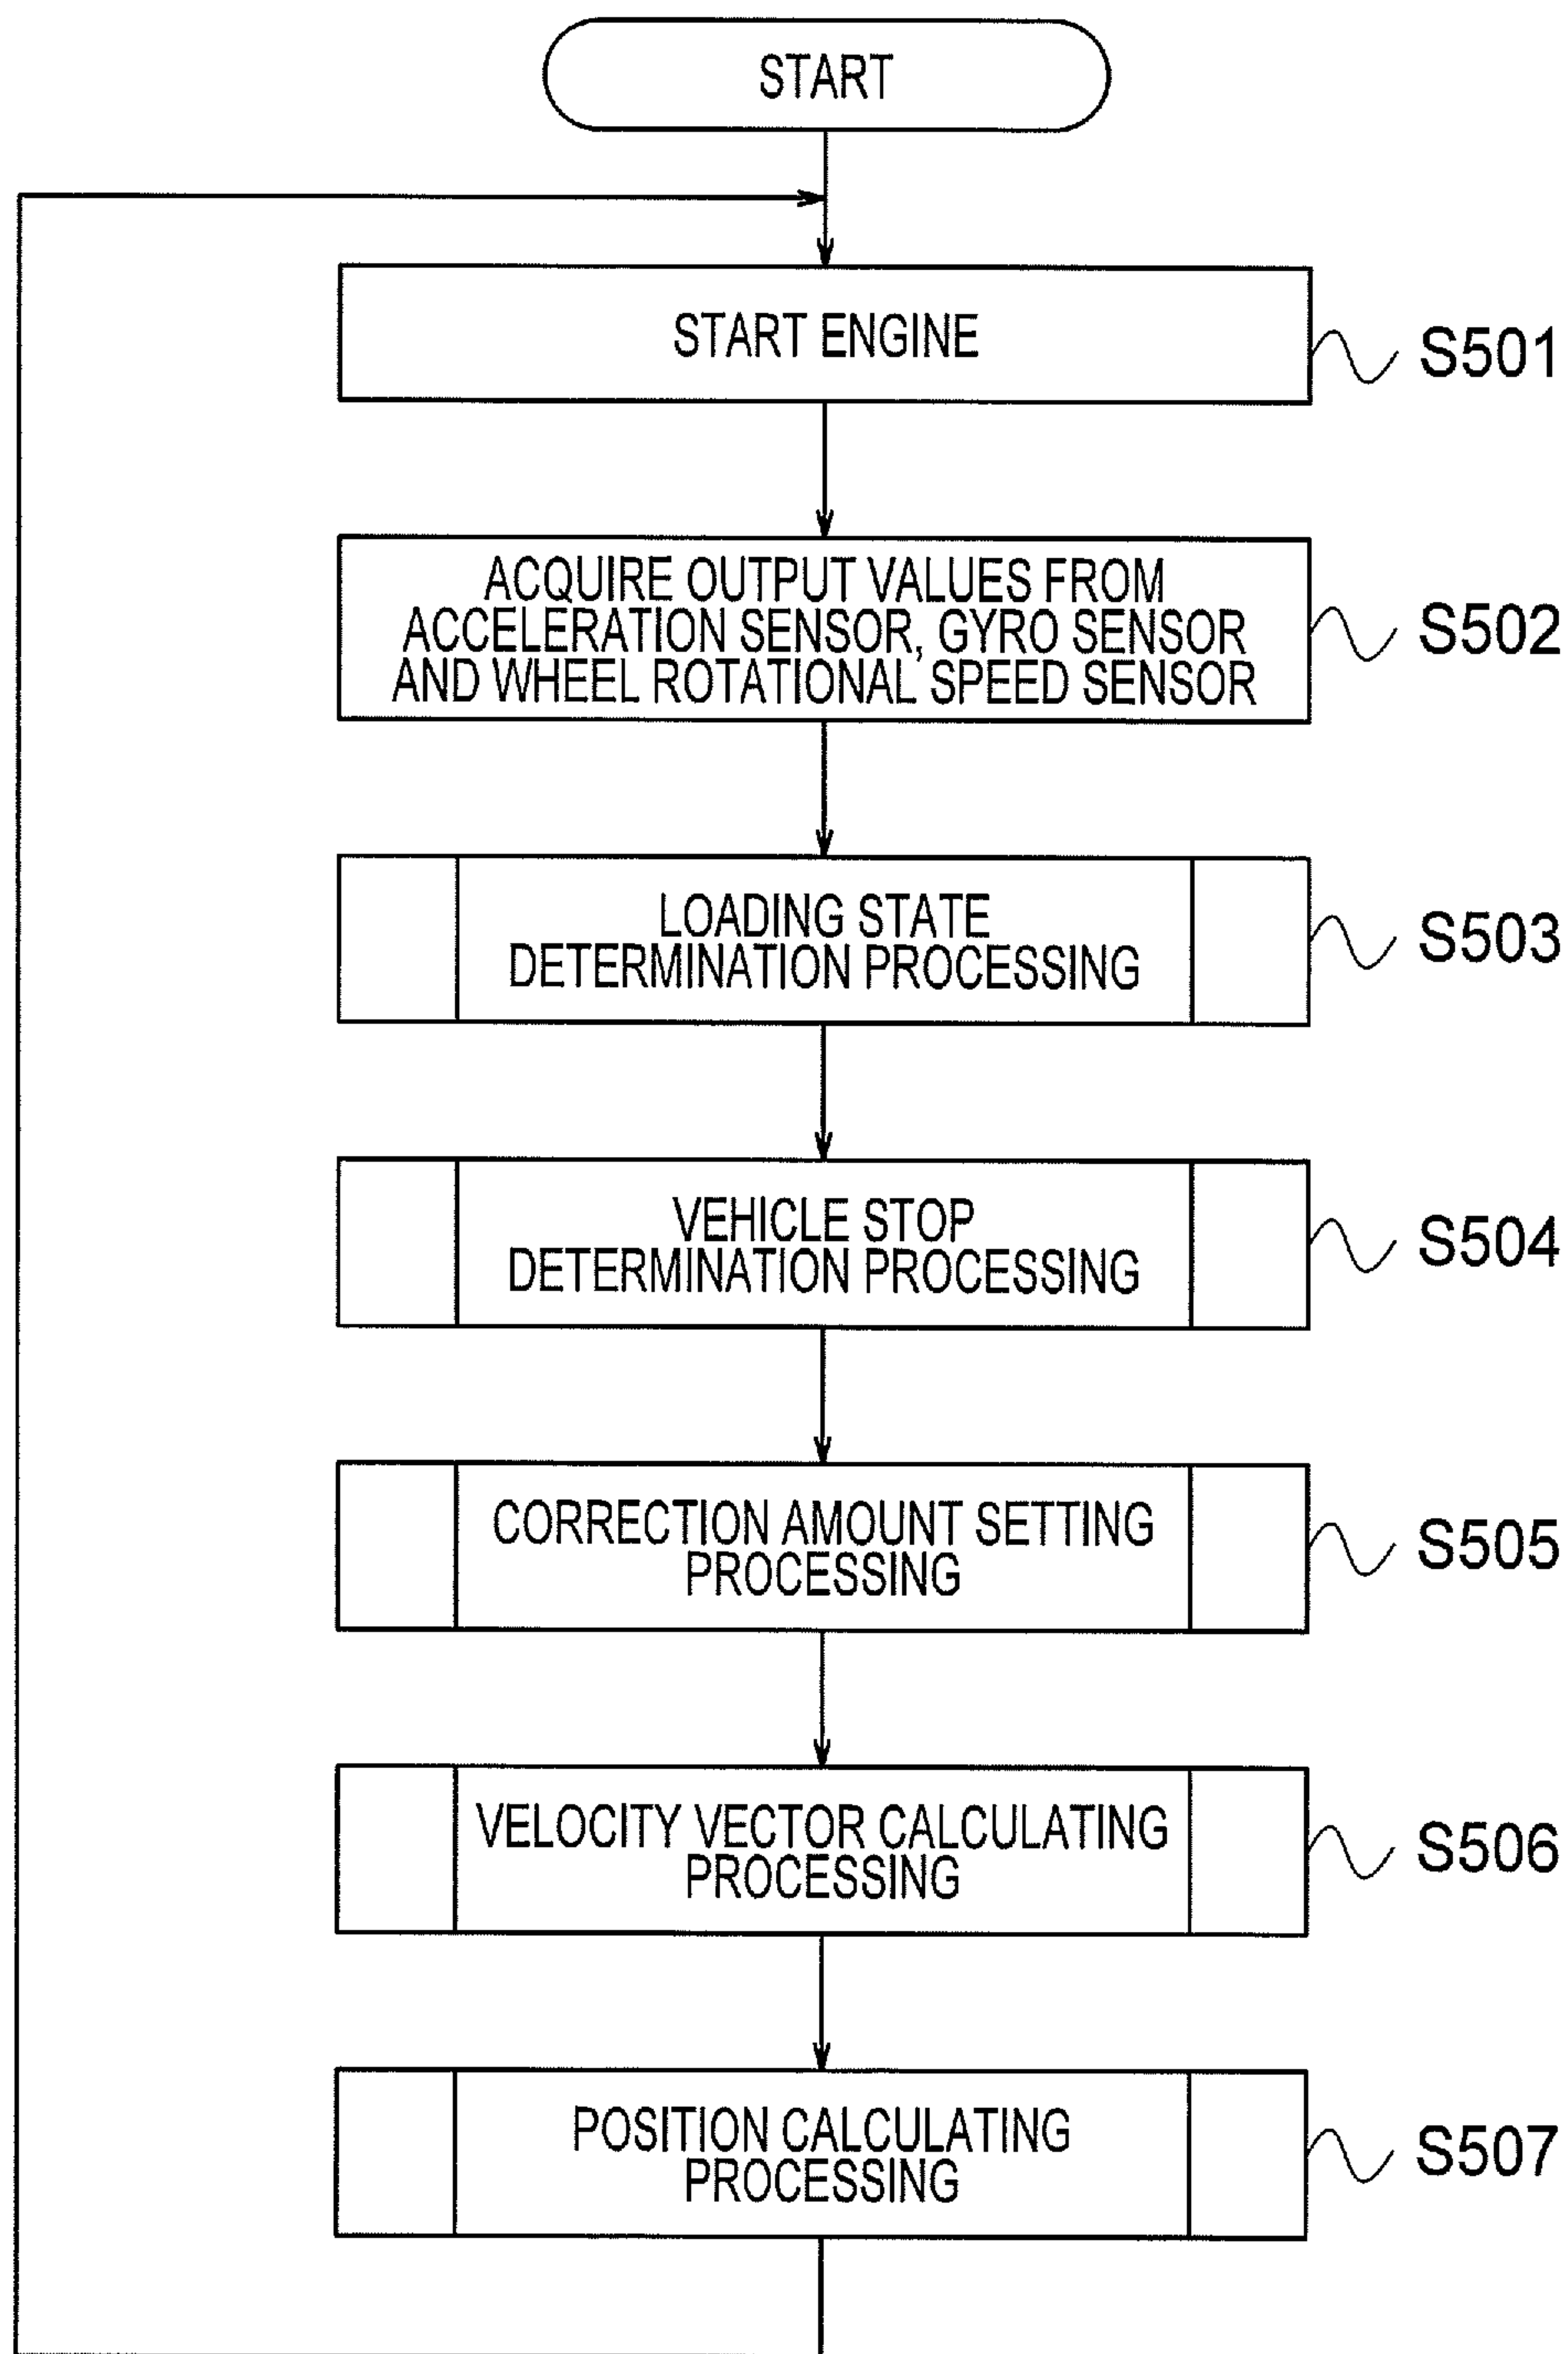 START
START ENGINE
S501
ACQUIRE OUTPUT VALUES FROM
ACCELERATION SENSOR, GYRO SENSOR
AND WHEEL ROTATIONAL SPEED SENSOR
S502
LOADING STATE
DETERMINATION PROCESSING
S503
VEHICLE STOP
DETERMINATION PROCESSING
S504
CORRECTION AMOUNT SETTING
PROCESSING
S505
VELOCITY VECTOR CALCULATING
PROCESSING
S506
POSITION CALCULATING
PROCESSING
S507